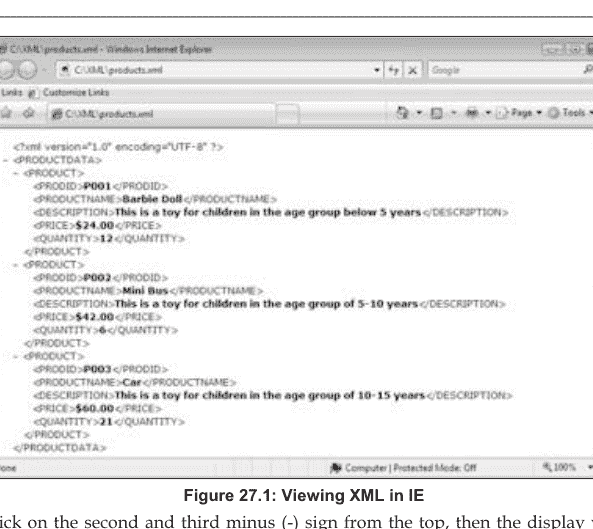 C:\XML\products.xml - Windows Internet Explorer
C:\XML\products.xml
Google
Links Customize Links
C:\XML\products.xml
Page Tools
<?xml version="1.0" encoding="UTF-8" ?>
- <PRODUCTDATA>
- <PRODUCT>
<PRODID>P001</PRODID>
<PRODUCTNAME>Barbie Doll</PRODUCTNAME>
<DESCRIPTION>This is a toy for children in the age group below 5 years</DESCRIPTION>
<PRICE>$24.00</PRICE>
<QUANTITY>12</QUANTITY>
</PRODUCT>
- <PRODUCT>
<PRODID>P002</PRODID>
<PRODUCTNAME>Mini Bus</PRODUCTNAME>
<DESCRIPTION>This is a toy for children in the age group of 5-10 years</DESCRIPTION>
<PRICE>$42.00</PRICE>
<QUANTITY>6</QUANTITY>
</PRODUCT>
- <PRODUCT>
<PRODID>P003</PRODID>
<PRODUCTNAME>Car</PRODUCTNAME>
<DESCRIPTION>This is a toy for children in the age group of 10-15 years</DESCRIPTION>
<PRICE>$60.00</PRICE>
<QUANTITY>21</QUANTITY>
</PRODUCT>
</PRODUCTDATA>
one Computer | Protected Mode: Off 100%
Figure 27.1: Viewing XML in IE
ick on the second and third minus (-) sign from the top, then the display